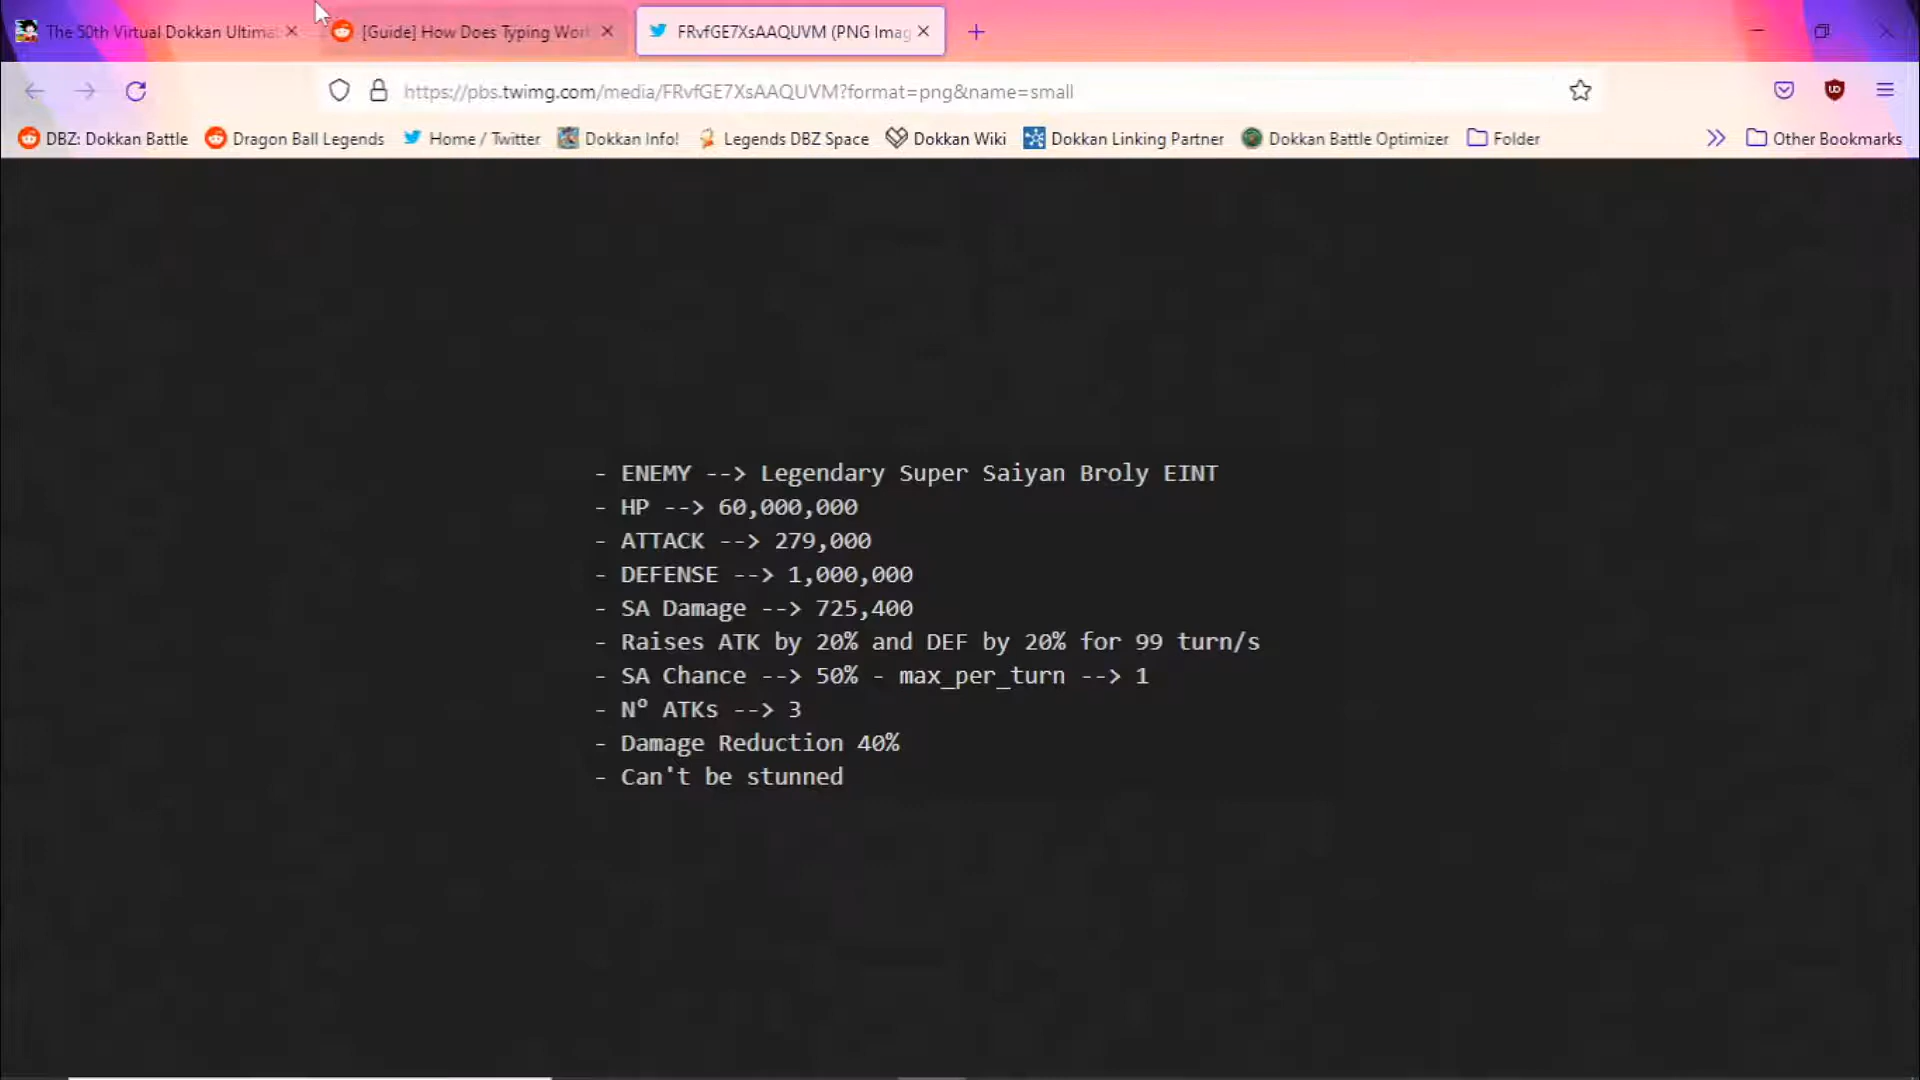 The 50th Virtual Dokkan Ultima
[Guide] How Does Typing Wor
FRvfGE7XsAAQUVM (PNG Imag
https://pbs.twimg.com/media/FRvfGE7XsAAQUVM?format=png&name=small
DBZ: Dokkan Battle
Dragon Ball Legends
Home / Twitter
Dokkan Info!
Legends DBZ Space
Dokkan Wiki
Dokkan Linking Partner
Dokkan Battle Optimizer
Folder
Other Bookmarks
- ENEMY --> Legendary Super Saiyan Broly EINT
- HP --> 60,000,000
- ATTACK --> 279,000
- DEFENSE --> 1,000,000
- SA Damage --> 725,400
- Raises ATK by 20% and DEF by 20% for 99 turn/s
- SA Chance --> 50% - max_per_turn --> 1
- Nº ATKs --> 3
- Damage Reduction 40%
- Can't be stunned